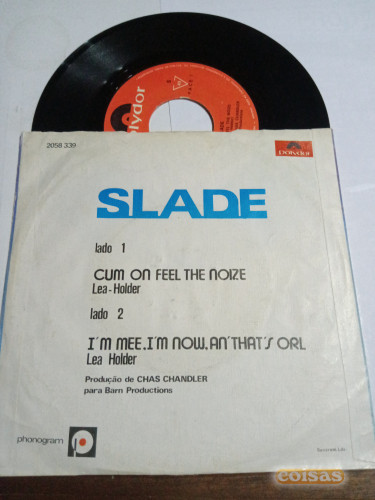 polydor
2058 339
polydor
SLADE
lado 1
CUM ON FEEL THE NOIZE
Lea-Holder
lado 2
I'M MEE,I'M NOW,AN'THAT'S ORL
Lea Holder
Produção de CHAS CHANDLER
para Barn Productions
phonogram
coisas